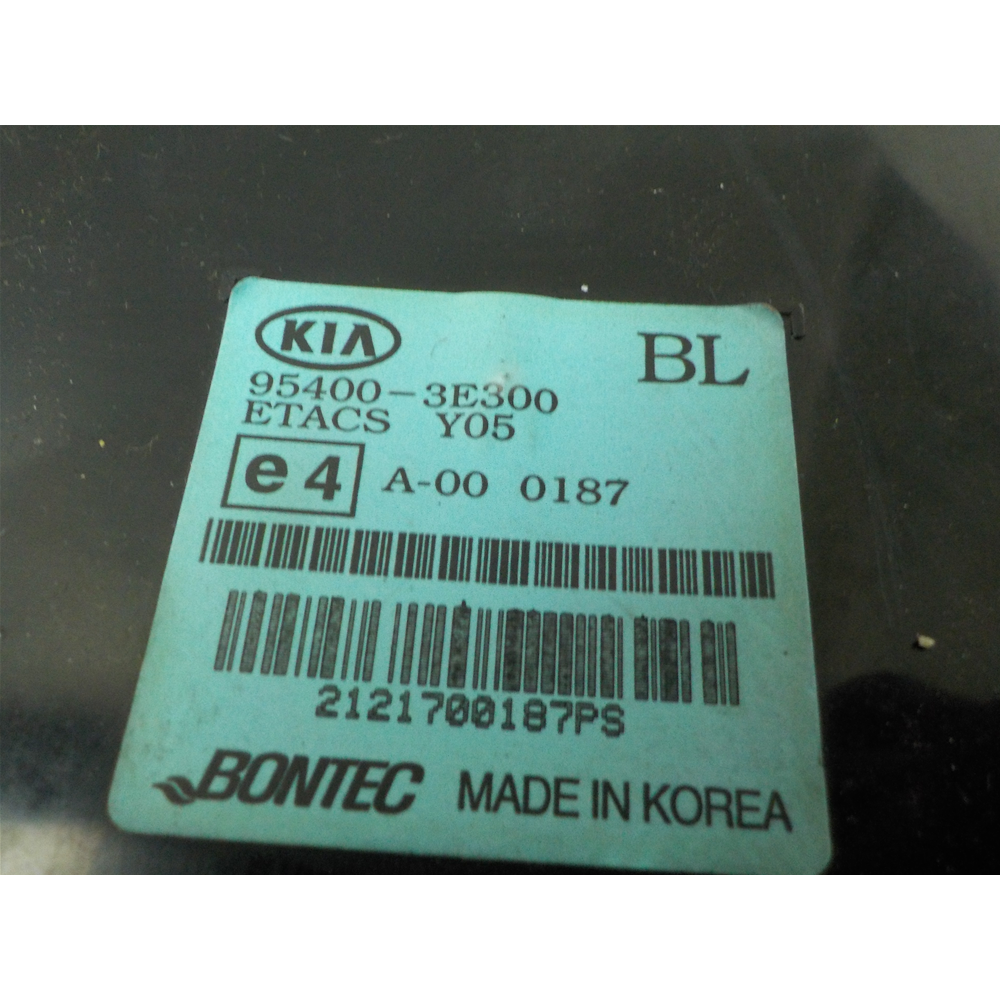 KIA BL
95400-3E300
ETACS Y05
e4 A-00 0187
2121700187PS
BONTEC MADE IN KOREA